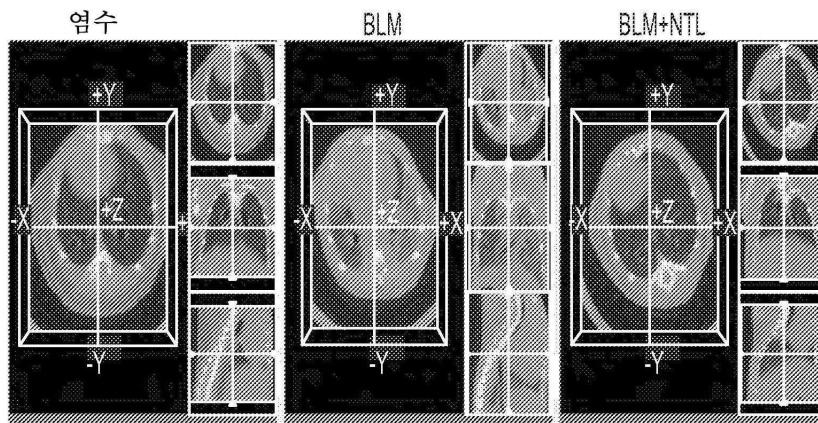 염수 BLM BLM+NTL
+Y +Y +Y
-X +Z + -X +Z +X -X +Z +X
-Y -Y -Y